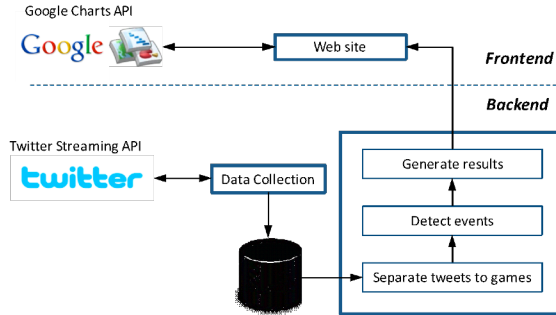 Google Charts API
Google
Web site
Frontend
Backend
Twitter Streaming API
twitter
Data Collection
Generate results
Detect events
Separate tweets to games